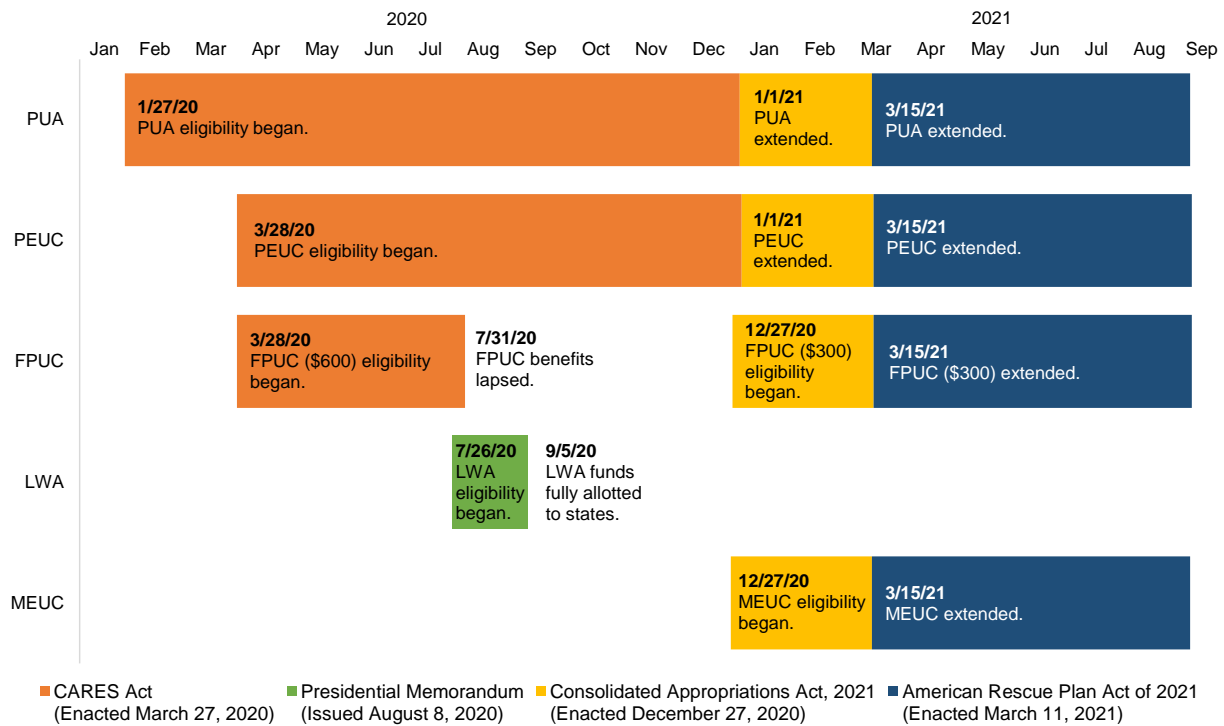 2020
2021
Jan Feb Mar Apr May Jun Jul Aug Sep Oct Nov Dec Jan Feb Mar Apr May Jun Jul Aug Sep
PUA
1/27/20
PUA eligibility began.
1/1/21
PUA
extended.
3/15/21
PUA extended.
PEUC
3/28/20
PEUC eligibility began.
1/1/21
PEUC
extended.
3/15/21
PEUC extended.
FPUC
3/28/20
FPUC ($600) eligibility
began.
7/31/20
FPUC benefits
lapsed.
12/27/20
FPUC ($300)
eligibility
began.
3/15/21
FPUC ($300) extended.
LWA
7/26/20
LWA
eligibility
began.
9/5/20
LWA funds
fully allotted
to states.
MEUC
12/27/20
MEUC eligibility
began.
3/15/21
MEUC extended.
CARES Act
(Enacted March 27, 2020)
Presidential Memorandum
(Issued August 8, 2020)
Consolidated Appropriations Act, 2021
(Enacted December 27, 2020)
American Rescue Plan Act of 2021
(Enacted March 11, 2021)